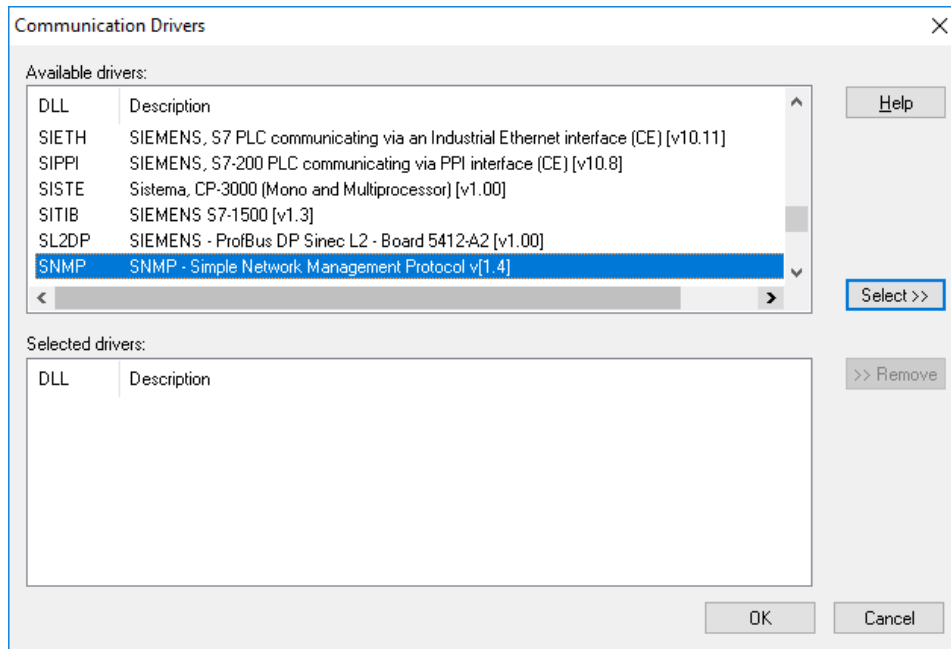 Communication Drivers
Available drivers:
DLL Description
SIETH SIEMENS, S7 PLC communicating via an Industrial Ethernet interface (CE) [v10.11]
SIPPI SIEMENS, S7-200 PLC communicating via PPI interface (CE) [v10.8]
SISTE Sistema, CP-3000 (Mono and Multiprocessor) [v1.00]
SITIB SIEMENS S7-1500 [v1.3]
SL2DP SIEMENS - ProfBus DP Sinec L2 - Board 5412-A2 [v1.00]
SNMP SNMP - Simple Network Management Protocol v[1.4]
Help
Select >>
Selected drivers:
DLL Description
>> Remove
OK Cancel